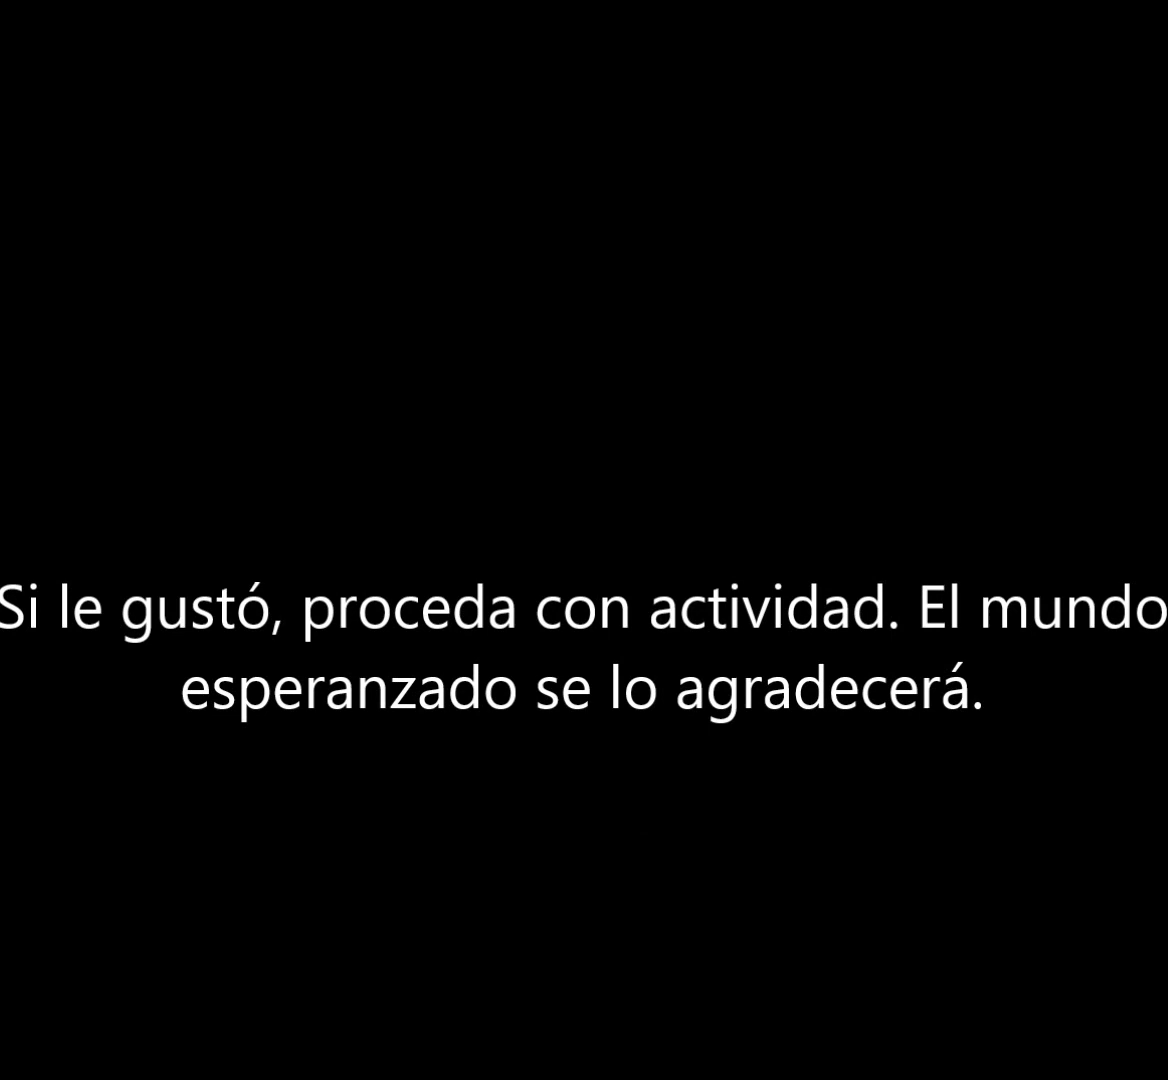 Si le gustó, proceda con actividad. El mundo
esperanzado se lo agradecerá.